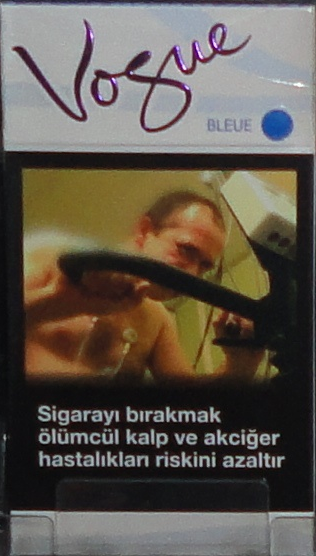 Vogue
BLEUE
Sigarayı bırakmak
ölümcül kalp ve akciğer
hastalıkları riskini azaltır